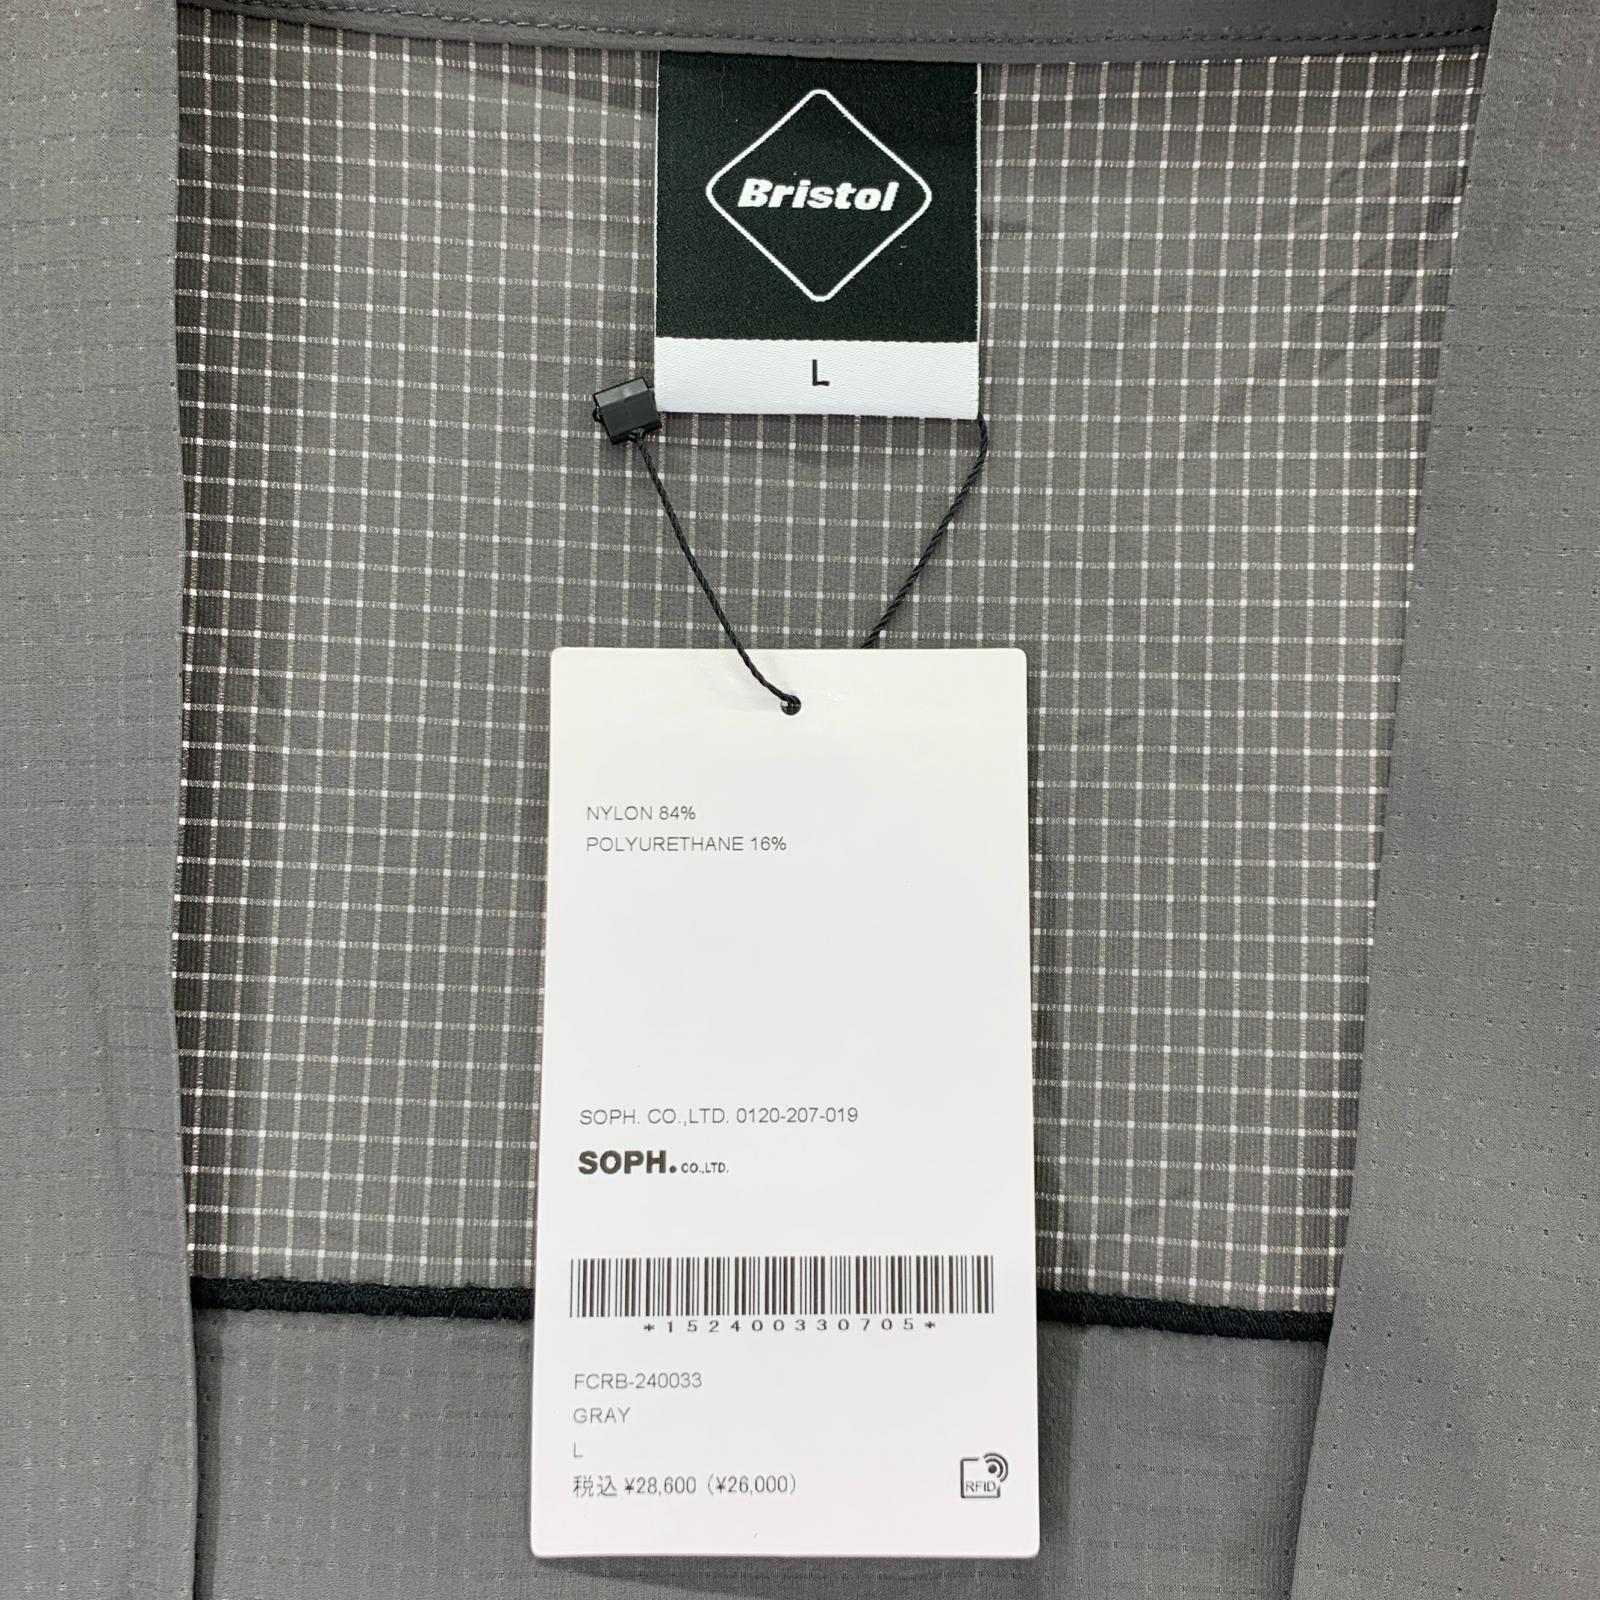 Bristol
L
NYLON 84%
POLYURETHANE 16%
SOPH. CO.,LTD. 0120-207-019
SOPH. CO.,LTD.
*152400330705*
FCRB-240033
GRAY
L
税込 ¥28,600 (¥26,000)
RFID